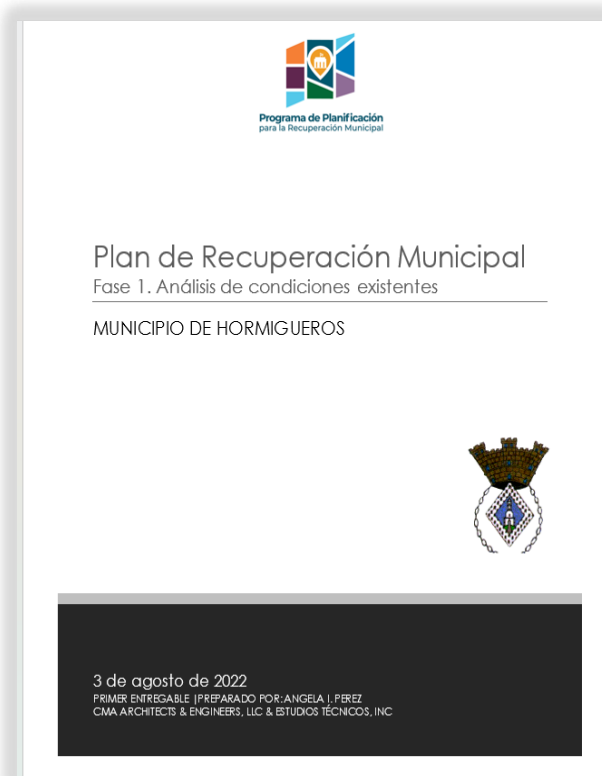 Programa de Planificación
para la Recuperación Municipal
Plan de Recuperación Municipal
Fase 1. Análisis de condiciones existentes
MUNICIPIO DE HORMIGUEROS
3 de agosto de 2022
PRIMER ENTREGABLE |PREPARADO POR: ANGELA I. PEREZ
CMA ARCHITECTS & ENGINEERS, LLC & ESTUDIOS TÉCNICOS, INC